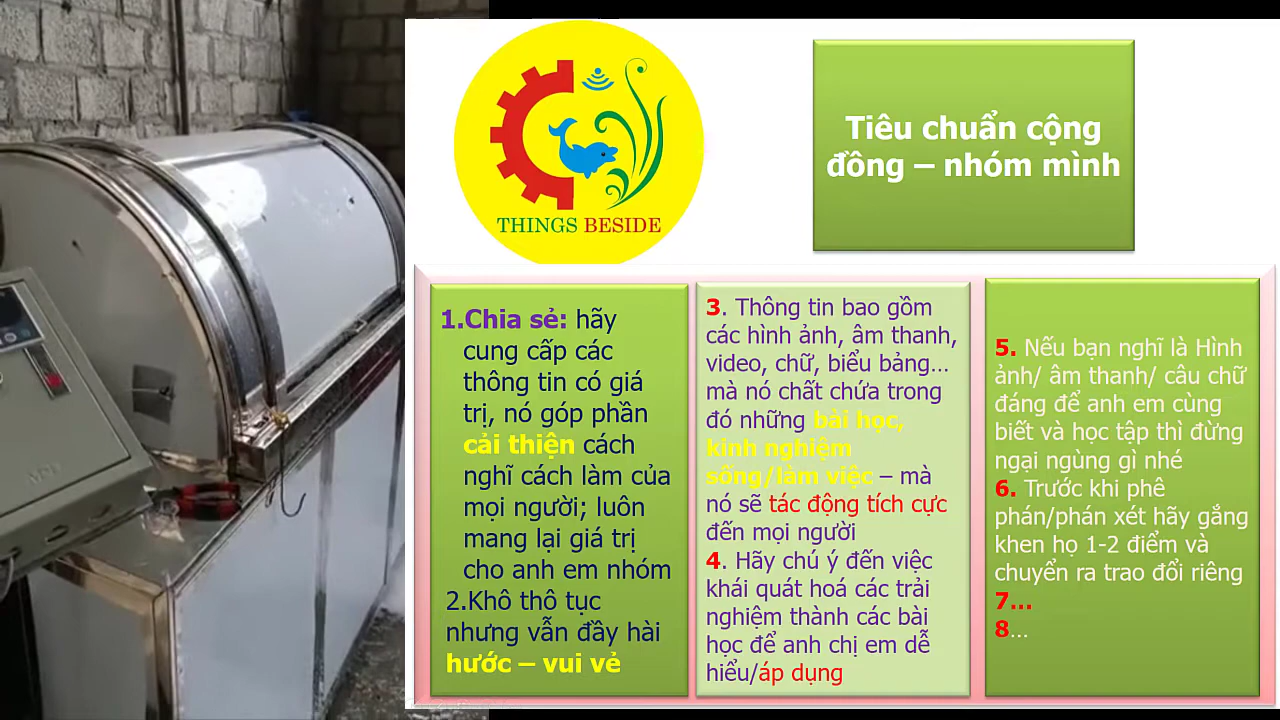 THINGS BESIDE
Tiêu chuẩn cộng
đồng – nhóm mình
1.Chia sẻ: hãy
cung cấp các
thông tin có giá
trị, nó góp phần
cải thiện cách
nghĩ cách làm của
mọi người; luôn
mang lại giá trị
cho anh em nhóm
2.Khô thô tục
nhưng vẫn đầy hài
hước – vui vẻ
3. Thông tin bao gồm
các hình ảnh, âm thanh,
video, chữ, biểu bảng...
mà nó chất chứa trong
đó những bài học,
kinh nghiệm
sống/làm việc – mà
nó sẽ tác động tích cực
đến mọi người
4. Hãy chú ý đến việc
khái quát hoá các trải
nghiệm thành các bài
học để anh chị em dễ
hiểu/áp dụng
5. Nếu bạn nghĩ là Hình
ảnh/ âm thanh/ câu chữ
đáng để anh em cùng
biết và học tập thì đừng
ngại ngùng gì nhé
6. Trước khi phê
phán/phán xét hãy gắng
khen họ 1-2 điểm và
chuyển ra trao đổi riêng
7...
8...